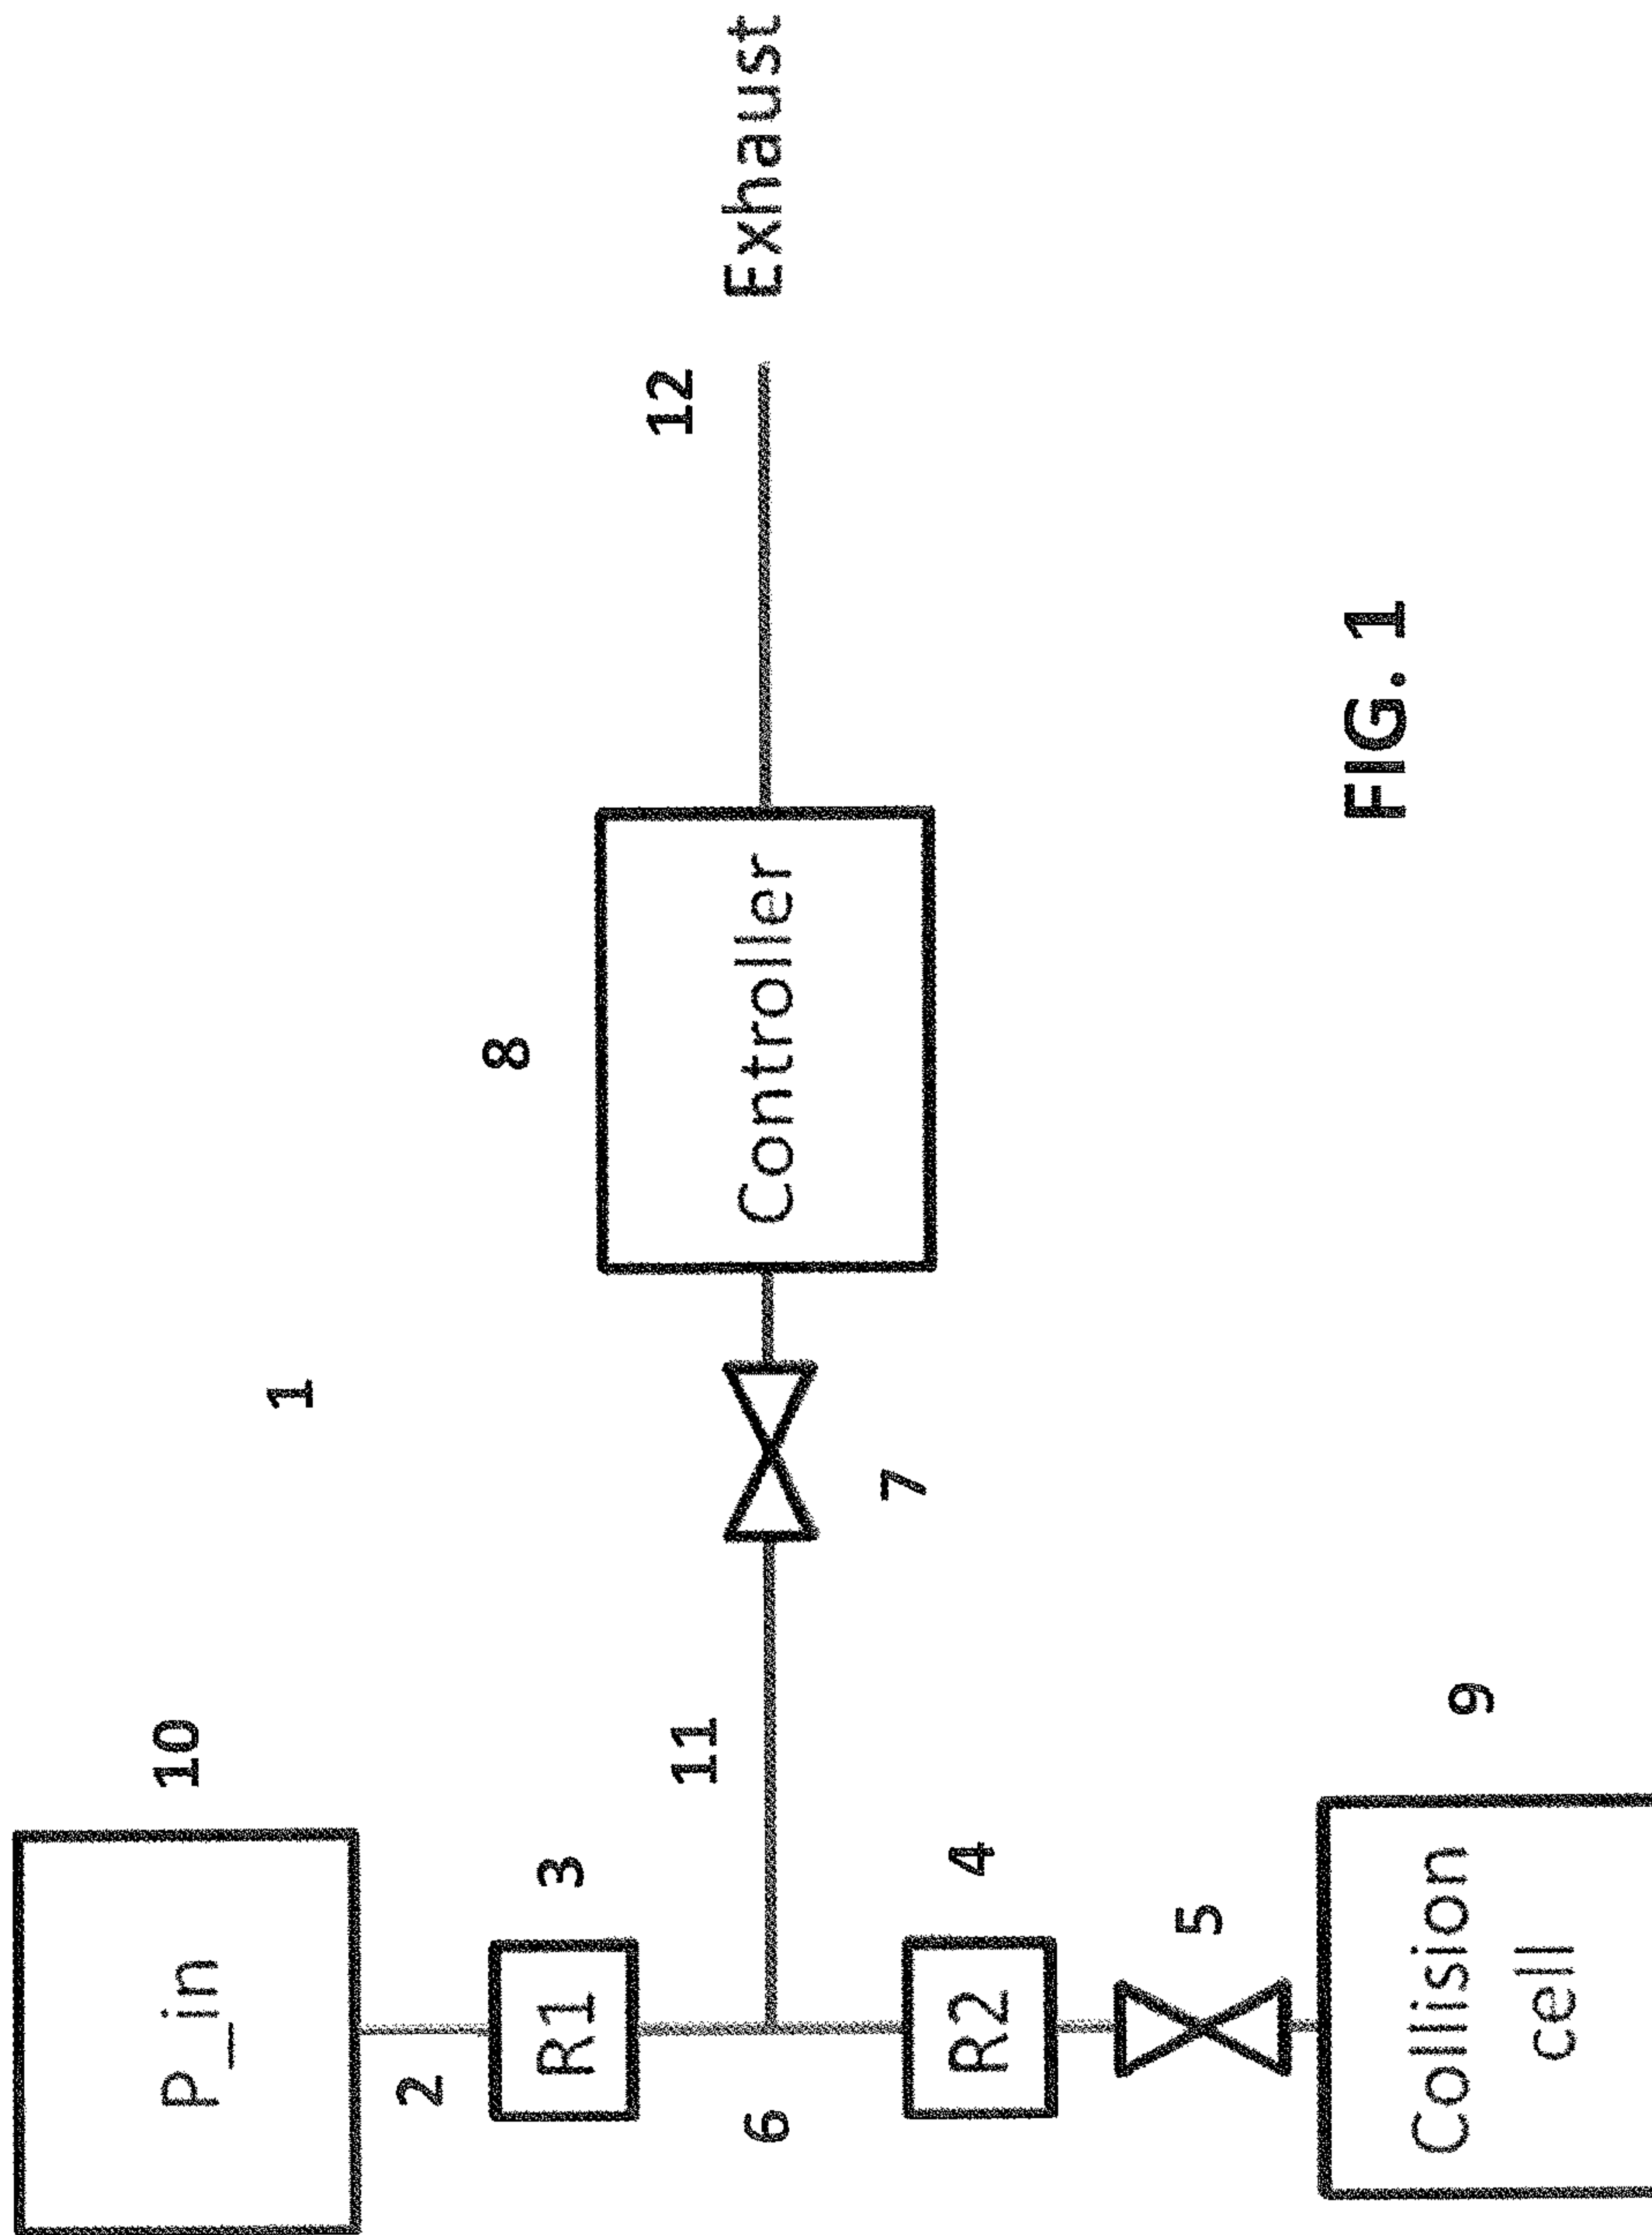 1
10
P_in
2
3
R1
6
11
7
8
Controller
12
Exhaust
4
R2
5
9
Collision
cell
FIG. 1